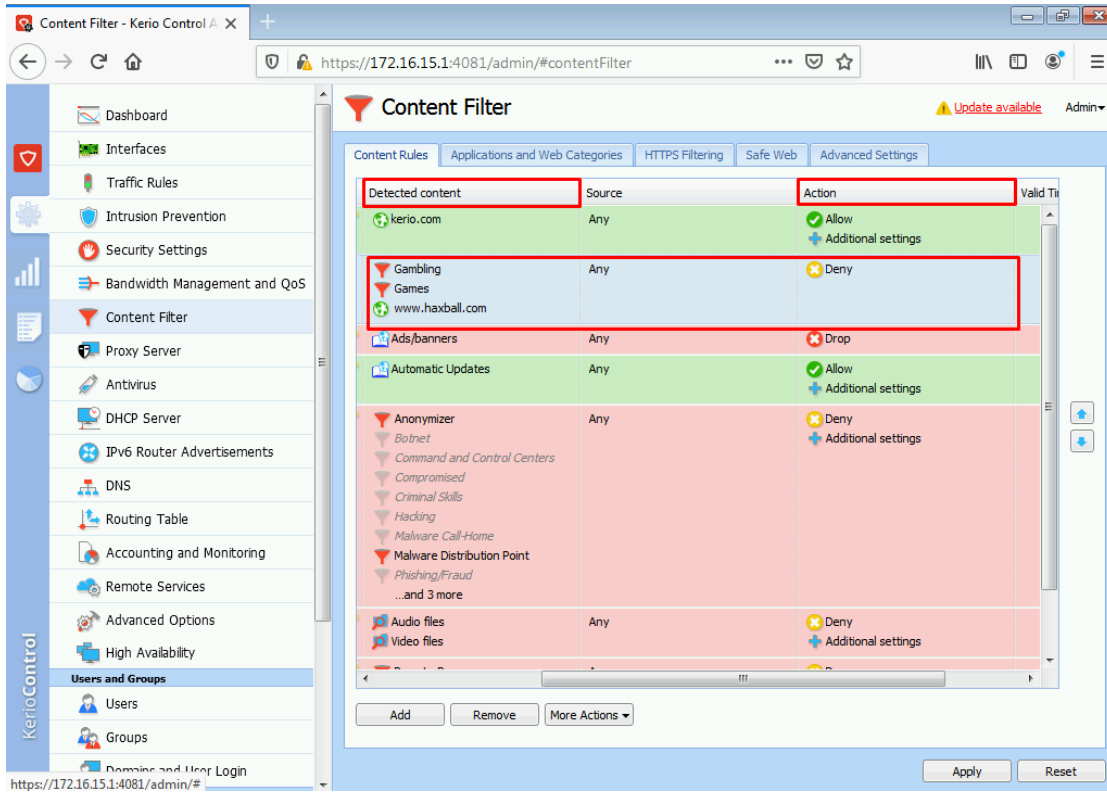 Content Filter - Kerio Control A
https://172.16.15.1:4081/admin/#contentFilter
Dashboard
Interfaces
Traffic Rules
Intrusion Prevention
Security Settings
Bandwidth Management and QoS
Content Filter
Proxy Server
Antivirus
DHCP Server
IPv6 Router Advertisements
DNS
Routing Table
Accounting and Monitoring
Remote Services
Advanced Options
High Availability
Users and Groups
Users
Groups
Domains and User Login
KerioControl
https://172.16.15.1:4081/admin/#
Content Filter
Update available Admin
Content Rules Applications and Web Categories HTTPS Filtering Safe Web Advanced Settings
Detected content Source Action Valid Ti
kerio.com Any Allow
Additional settings
Gambling Any Deny
Games
www.haxball.com
Ads/banners Any Drop
Automatic Updates Any Allow
Additional settings
Anonymizer Any Deny
Botnet Additional settings
Command and Control Centers
Compromised
Criminal Skills
Hacking
Malware Call-Home
Malware Distribution Point
Phishing/Fraud
...and 3 more
Audio files Any Deny
Video files Additional settings
Add Remove More Actions
Apply Reset